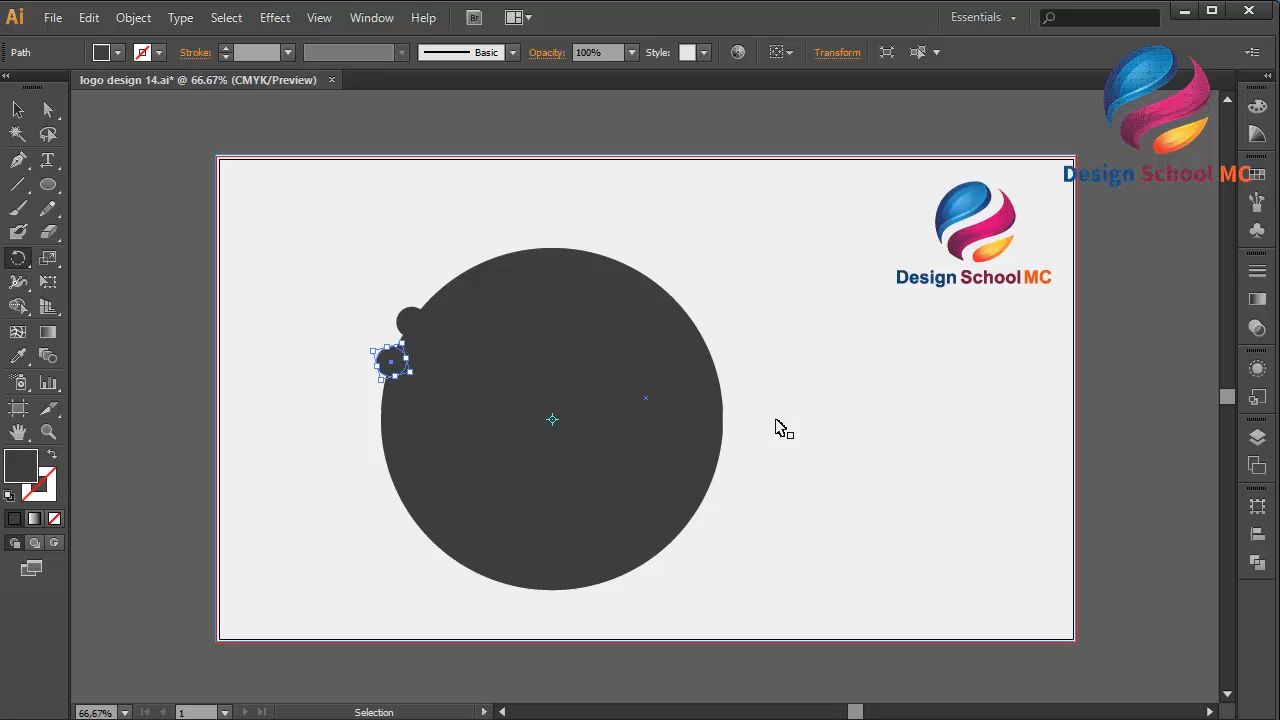 Ai File Edit Object Type Select Effect View Window Help Br Essentials
Path Stroke: Basic Opacity: 100% Style: Transform
logo design 14.ai* @ 66.67% (CMYK/Preview) ×
Design School MC
Design School MC
66,67% 1 Selection